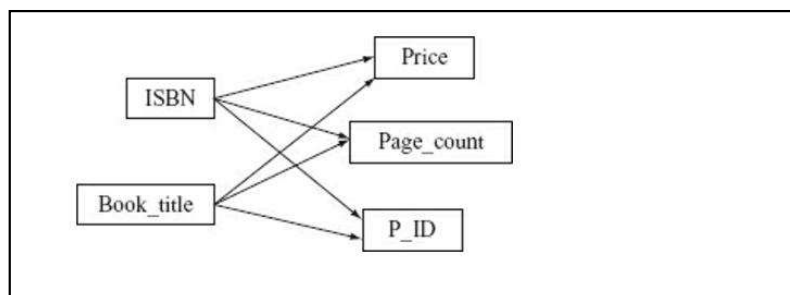 Price
ISBN
Page_count
Book_title
P_ID